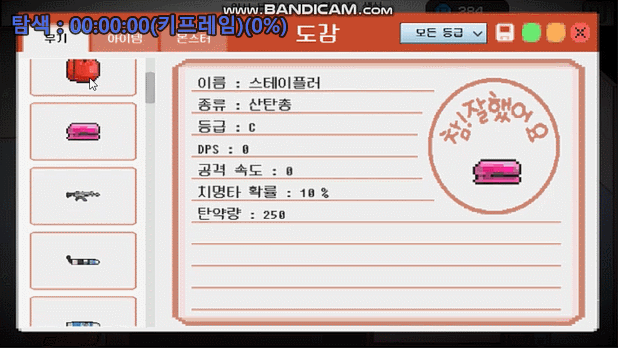 WWW.BANDICAM.COM
탐색 : 00:00:00(키프레임)(0%)
무기 아이템 몬스터
도감
모든 등급
284
이름 : 스테이플러
종류 : 산탄총
등급 : C
DPS : 0
공격 속도 : 0
치명타 확률 : 10 %
탄약량 : 250
참!잘했어요